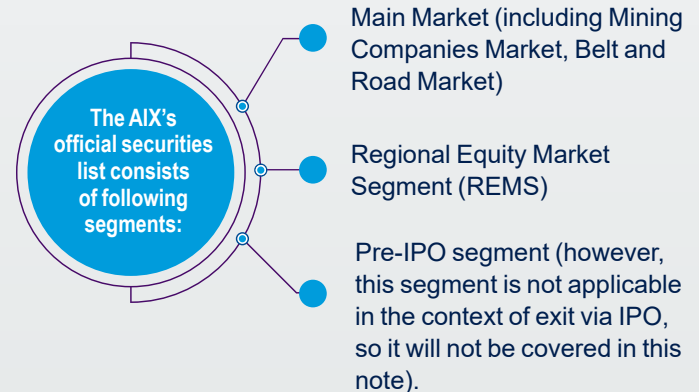 The AIX's
official securities
list consists
of following
segments:
Main Market (including Mining
Companies Market, Belt and
Road Market)
Regional Equity Market
Segment (REMS)
Pre-IPO segment (however,
this segment is not applicable
in the context of exit via IPO,
so it will not be covered in this
note).